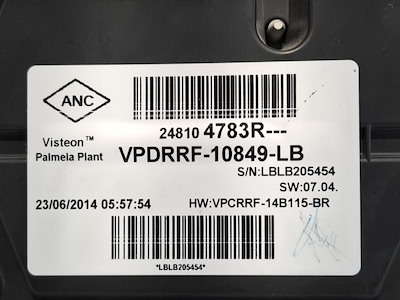 ANC
24810 4783R---
Visteon™
Palmela Plant
VPDRRF-10849-LB
S/N:LBLB205454
SW:07.04.
23/06/2014 05:57:54
HW:VPCRRF-14B115-BR
*LBLB205454*